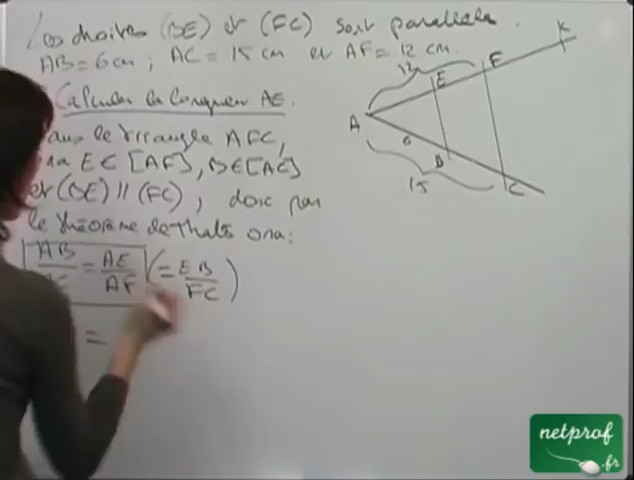 Les droites (BE) et (FC) sont parallèles.
AB = 6 cm ; AC = 15 cm et AF = 12 cm.
Calculer la longueur AE.
le triangle AFC,
E ∈ [AF], B ∈ [AC]
et (BE) // (FC), donc par
le théorème de Thalès on a:
AB = AE (= EB )
AF FC
=
12
K
F
E
A
6
B
15
C
netprof
.fr